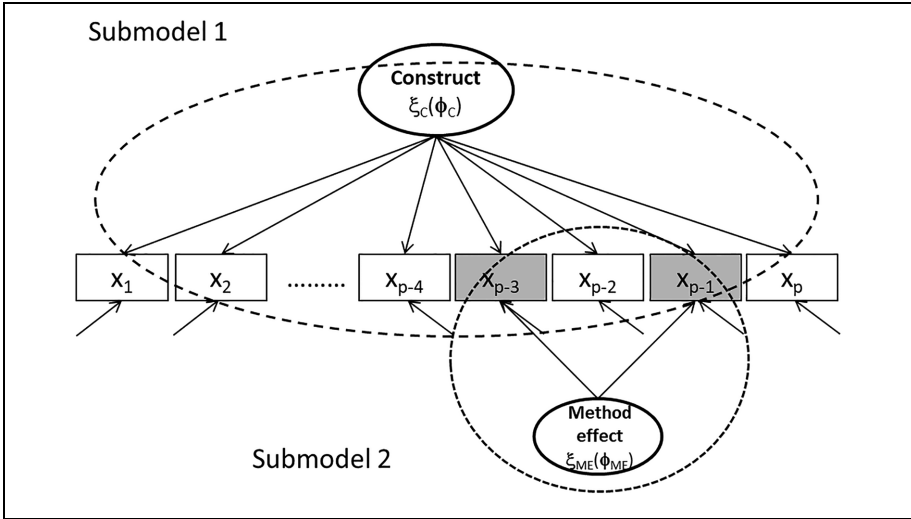 Submodel 1
Construct
ξC(ϕC)
x1 x2 ......... xp-4 xp-3 xp-2 xp-1 xp
Method
effect
ξME(ϕME)
Submodel 2